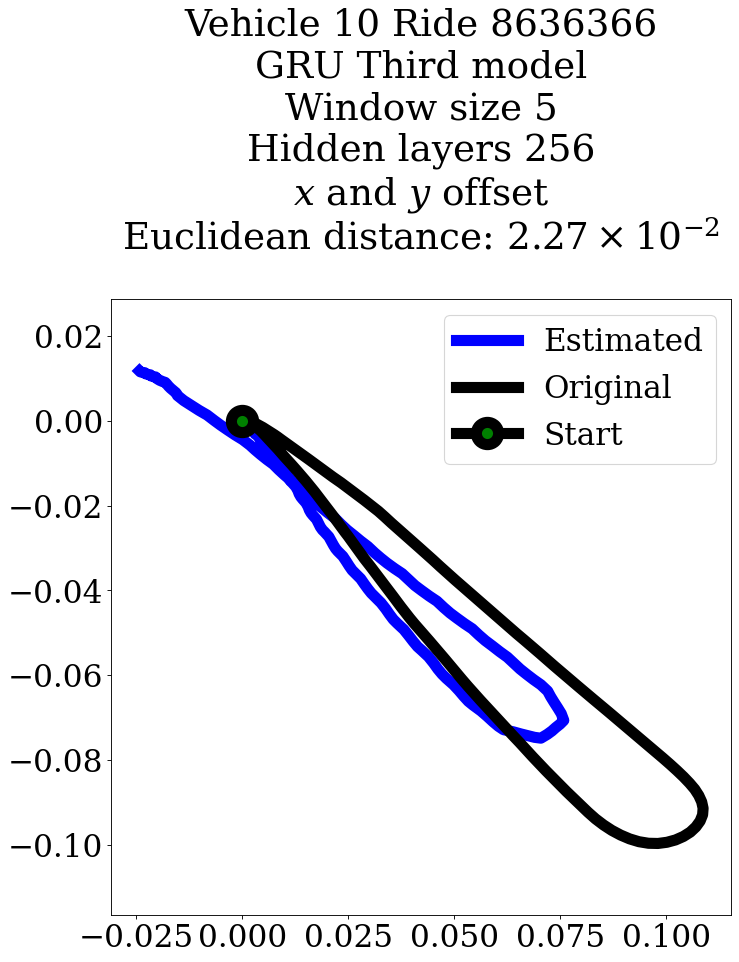 Vehicle 10 Ride 8636366
GRU Third model
Window size 5
Hidden layers 256
x and y offset
Euclidean distance: 2.27 × 10⁻²
Estimated
Original
Start
0.02
0.00
−0.02
−0.04
−0.06
−0.08
−0.10
−0.025 0.000 0.025 0.050 0.075 0.100